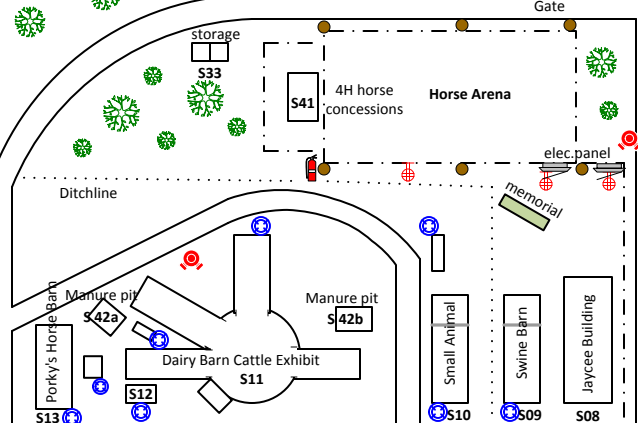 Gate
storage
S33
S41
4H horse
concessions
Horse Arena
elec.panel
Ditchline
memorial
Manure pit
S42a
Manure pit
S42b
Porky's Horse Barn
Dairy Barn Cattle Exhibit
S11
Small Animal
Swine Barn
Jaycee Building
S12
S13
S10
S09
S08